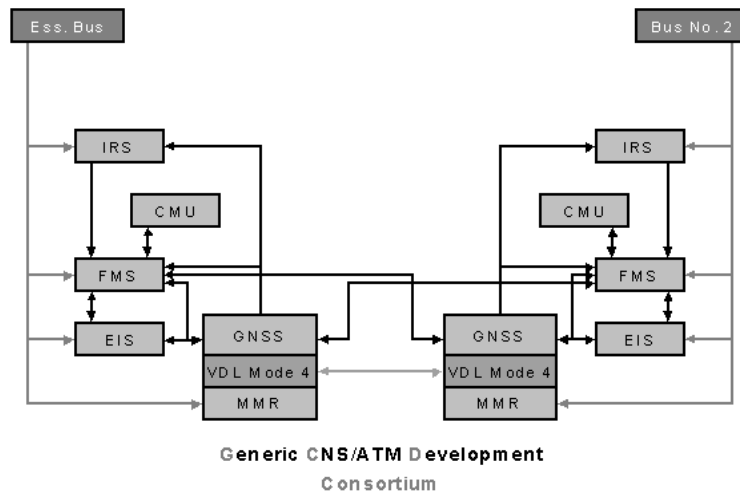 Ess. Bus
Bus No. 2
IRS
IRS
CMU
CMU
FMS
FMS
EIS
GNSS
GNSS
EIS
VDL Mode 4
VDL Mode 4
MMR
MMR
Generic CNS/ATM Development
Consortium